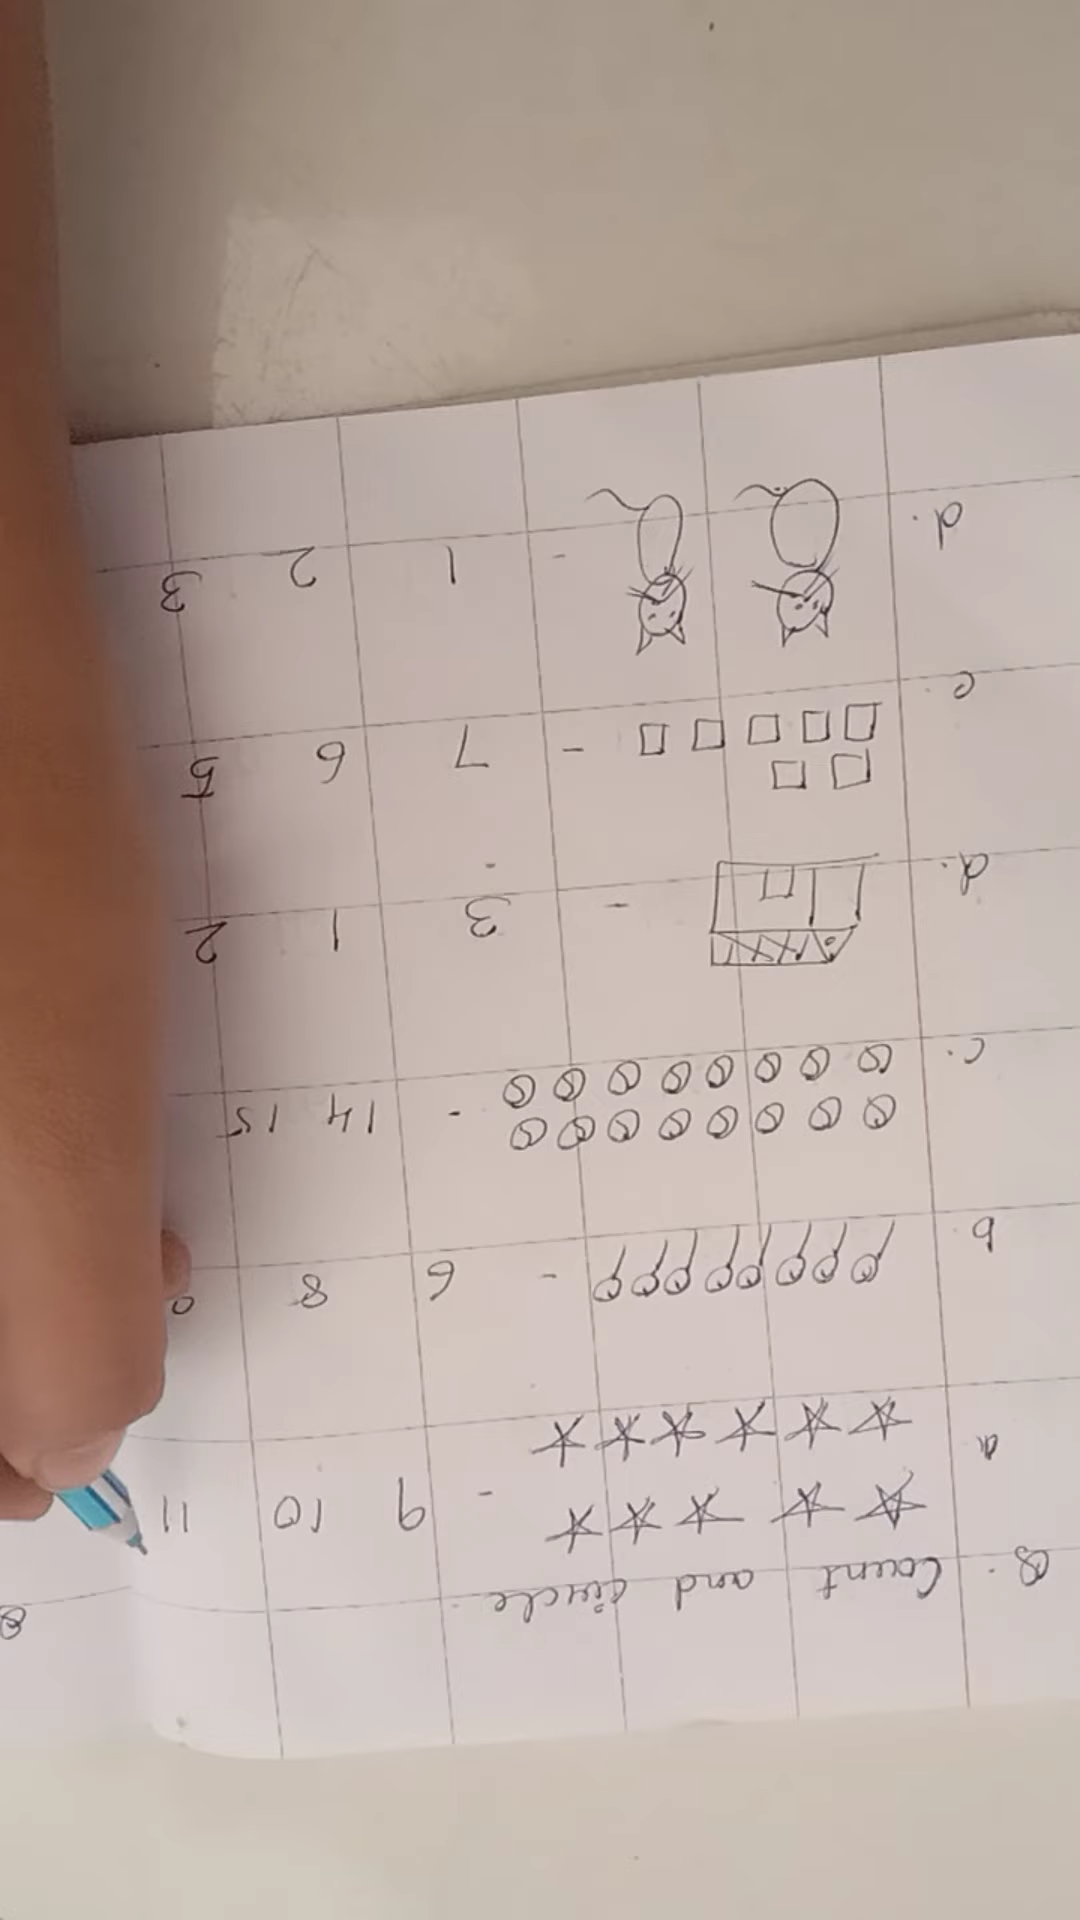 Q. Count and circle.
a - 9 10 11
b - 6 8
c. - 14 15
d. - 3 1 2
e. - 7 6 5
d. - 1 2 3